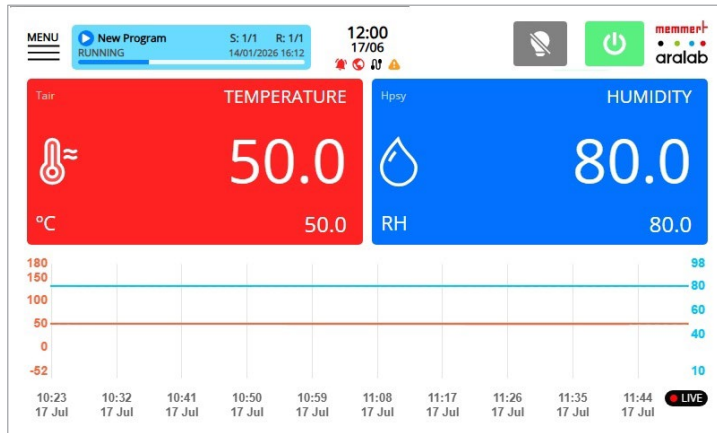 MENU
New Program S: 1/1 R: 1/1
RUNNING 14/01/2026 16:12
12:00
17/06
memmert
aralab
Tair TEMPERATURE
50.0
°C 50.0
Hpsy HUMIDITY
80.0
RH 80.0
180 98
150 80
100 60
50 40
0
-52 10
10:23 10:32 10:41 10:50 10:59 11:08 11:17 11:26 11:35 11:44 LIVE
17 Jul 17 Jul 17 Jul 17 Jul 17 Jul 17 Jul 17 Jul 17 Jul 17 Jul 17 Jul